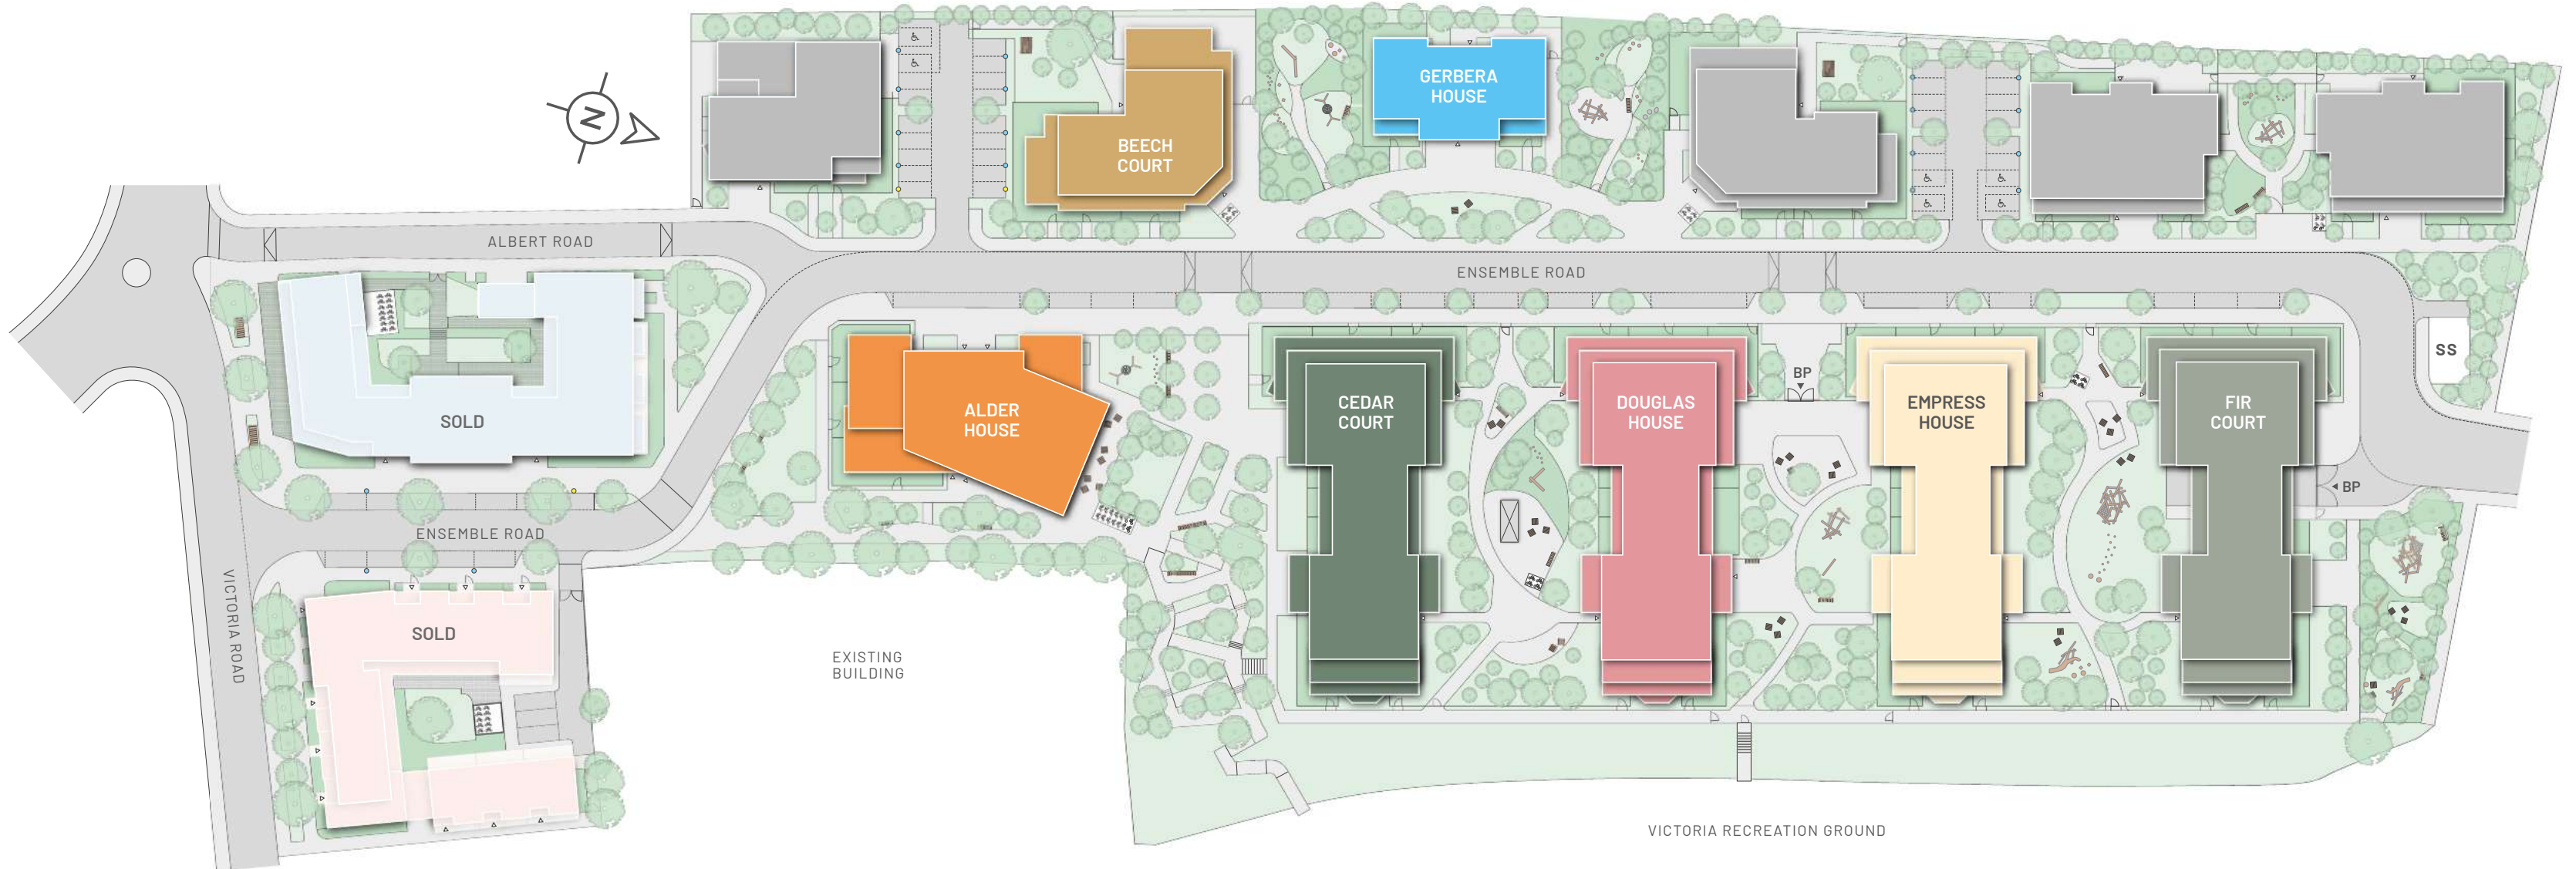 GERBERA
HOUSE
BEECH
COURT
N
ALBERT ROAD
ENSEMBLE ROAD
SS
BP
ALDER
HOUSE
CEDAR
COURT
DOUGLAS
HOUSE
EMPRESS
HOUSE
FIR
COURT
SOLD
BP
ENSEMBLE ROAD
VICTORIA ROAD
SOLD
EXISTING
BUILDING
VICTORIA RECREATION GROUND